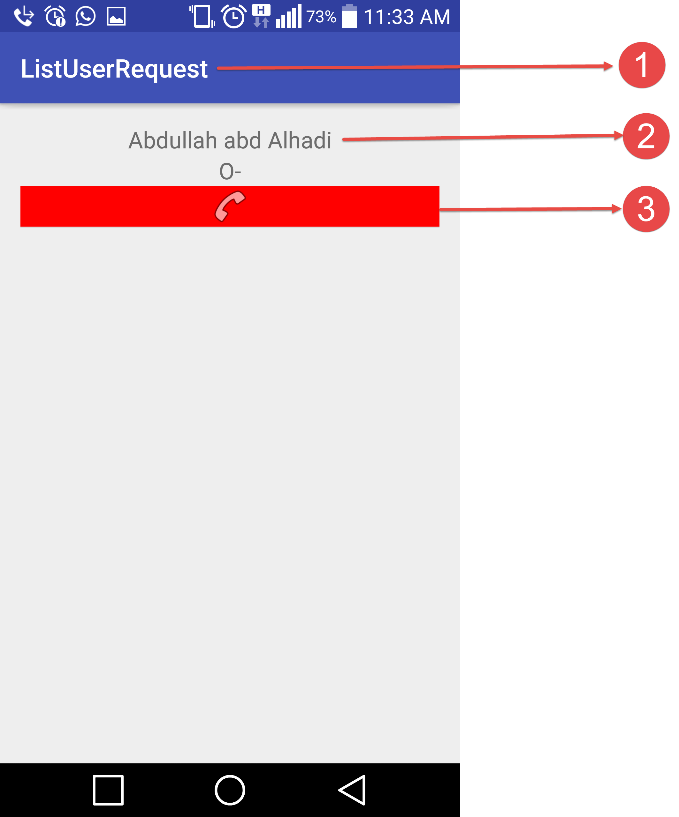 H 73% 11:33 AM
ListUserRequest 1
Abdullah abd Alhadi 2
O-
3